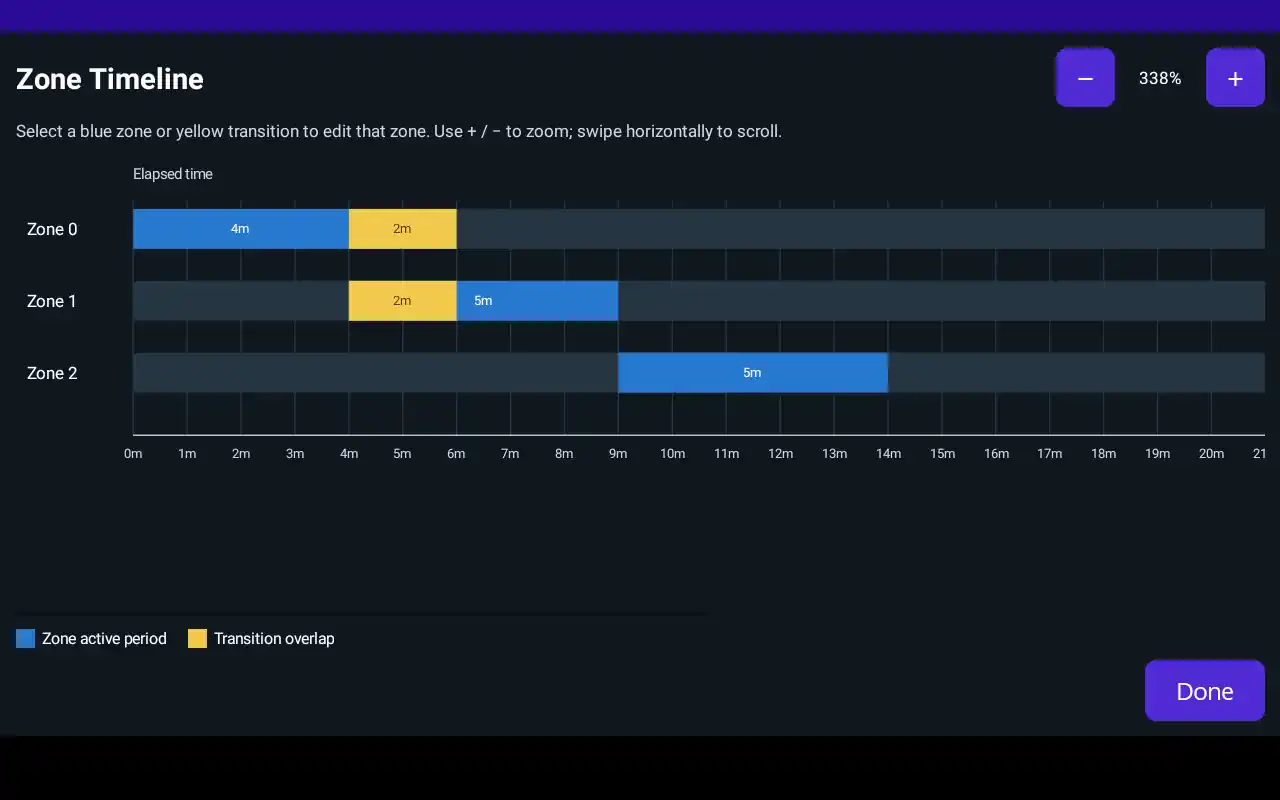 Zone Timeline
− 338% +
Select a blue zone or yellow transition to edit that zone. Use + / − to zoom; swipe horizontally to scroll.
Elapsed time
Zone 0 4m 2m
Zone 1 2m 5m
Zone 2 5m
0m 1m 2m 3m 4m 5m 6m 7m 8m 9m 10m 11m 12m 13m 14m 15m 16m 17m 18m 19m 20m 21
Zone active period Transition overlap
Done